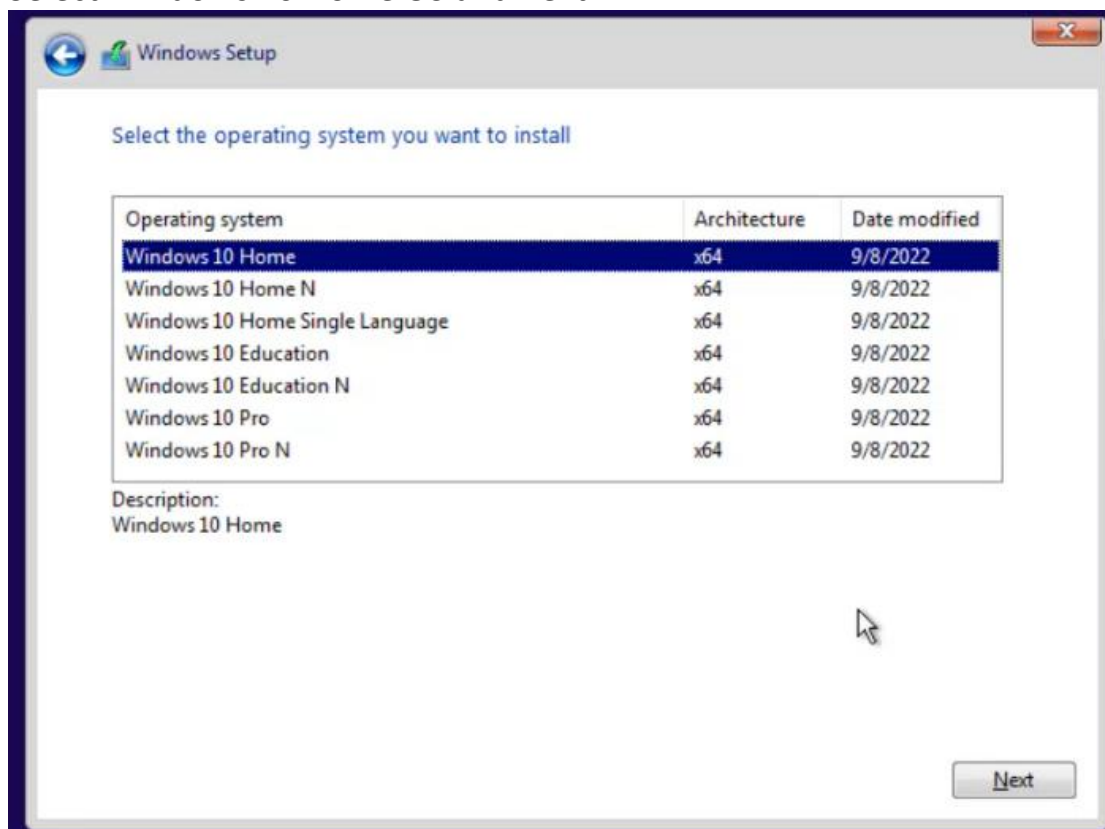 Windows Setup
Select the operating system you want to install
Operating system Architecture Date modified
Windows 10 Home x64 9/8/2022
Windows 10 Home N x64 9/8/2022
Windows 10 Home Single Language x64 9/8/2022
Windows 10 Education x64 9/8/2022
Windows 10 Education N x64 9/8/2022
Windows 10 Pro x64 9/8/2022
Windows 10 Pro N x64 9/8/2022
Description:
Windows 10 Home
Next